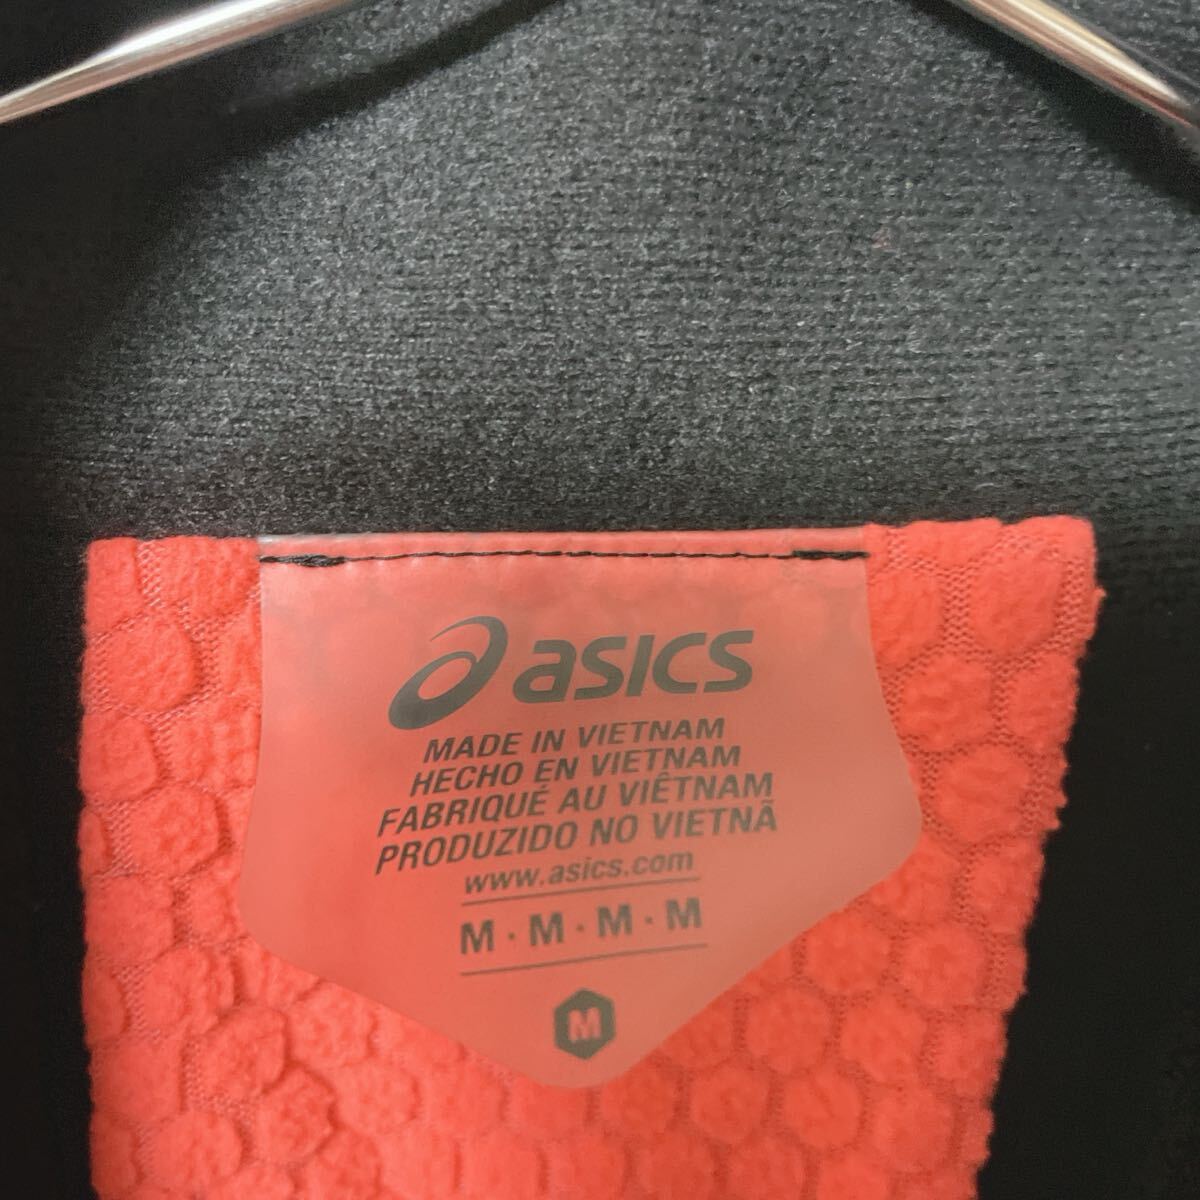 asics
MADE IN VIETNAM
HECHO EN VIETNAM
FABRIQUÉ AU VIÊTNAM
PRODUZIDO NO VIETNÃ
www.asics.com
M · M · M · M
M